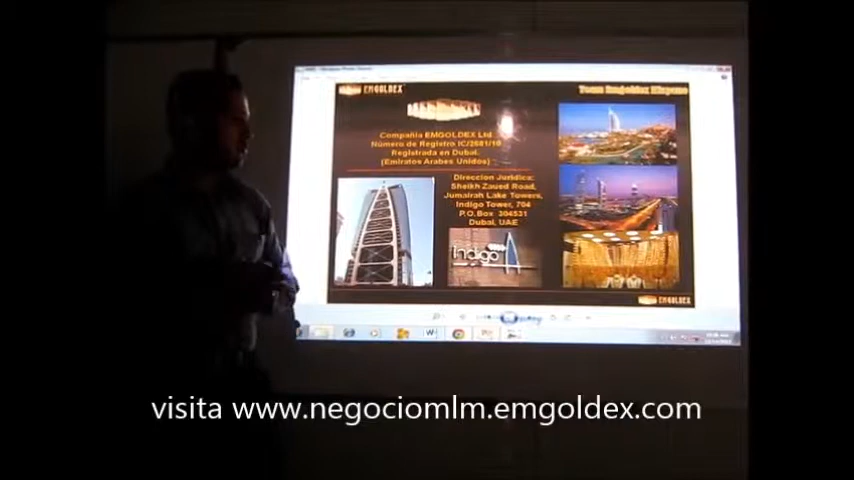 EMGOLDEX
Team Emgoldex Hispano
Compañia EMGOLDEX Ltd
Número de Registro IC/2681/10
Registrada en Dubai.
(Emiratos Arabes Unidos)
Direccion Juridica:
Sheikh Zaued Road,
Jumairah Lake Towers,
Indigo Tower, 704
P.O.Box 304531
Dubai, UAE
Indigo
EMGOLDEX
visita www.negociomlm.emgoldex.com